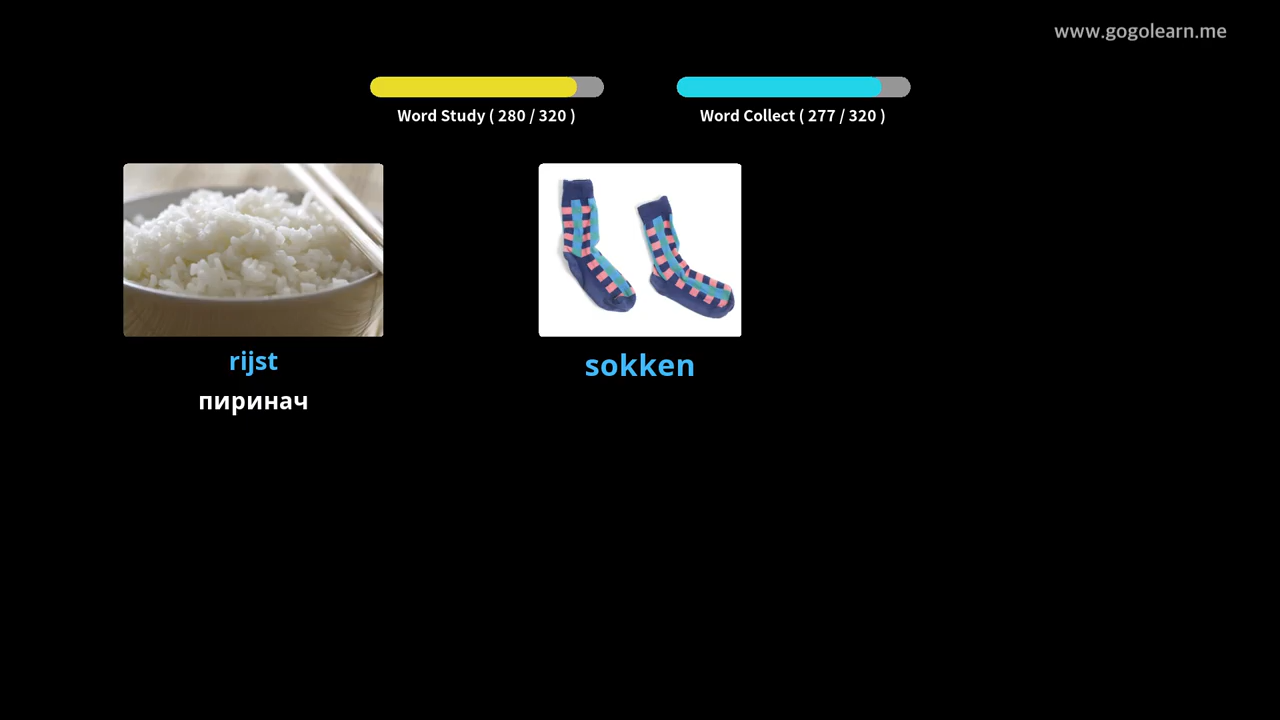 www.gogolearn.me
Word Study ( 280 / 320 )
Word Collect ( 277 / 320 )
rijst
пиринач
sokken